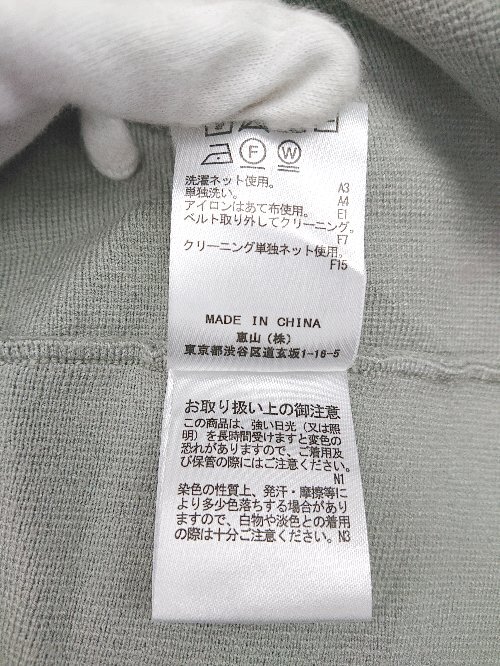 F W
洗濯ネット使用。 A3
単独洗い。 A4
アイロンはあて布使用。 E1
ベルト取り外してクリーニング。
F7
クリーニング単独ネット使用。
F15
MADE IN CHINA
恵山（株）
東京都渋谷区道玄坂1-16-5
お取り扱い上の御注意
この商品は、強い日光（又は照
明）を長時間受けますと変色の
恐れがありますので、ご着用及
び保管の際にはご注意ください。
N1
染色の性質上、発汗・摩擦等に
より多少色落ちする場合があり
ますので、白物や淡色との着用
の際は十分ご注意ください。N3